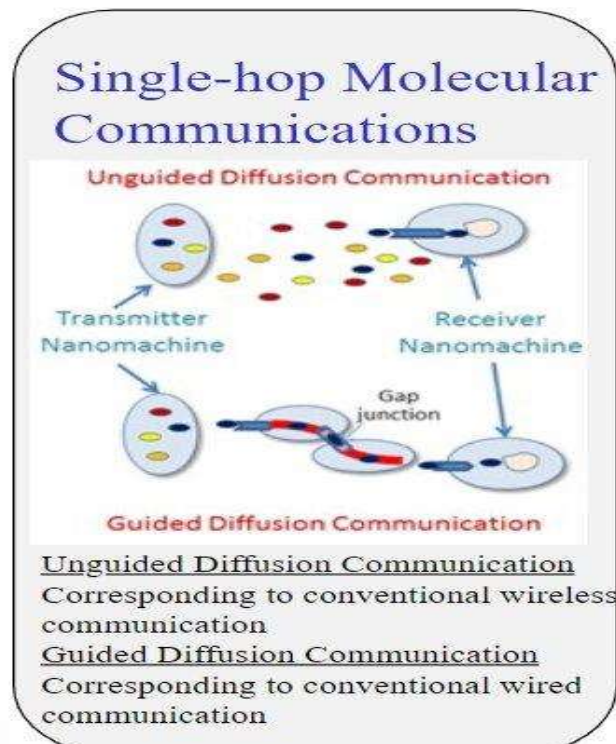 Single-hop Molecular
Communications
Unguided Diffusion Communication
Transmitter
Nanomachine
Receiver
Nanomachine
Gap
junction
Guided Diffusion Communication
Unguided Diffusion Communication
Corresponding to conventional wireless
communication
Guided Diffusion Communication
Corresponding to conventional wired
communication